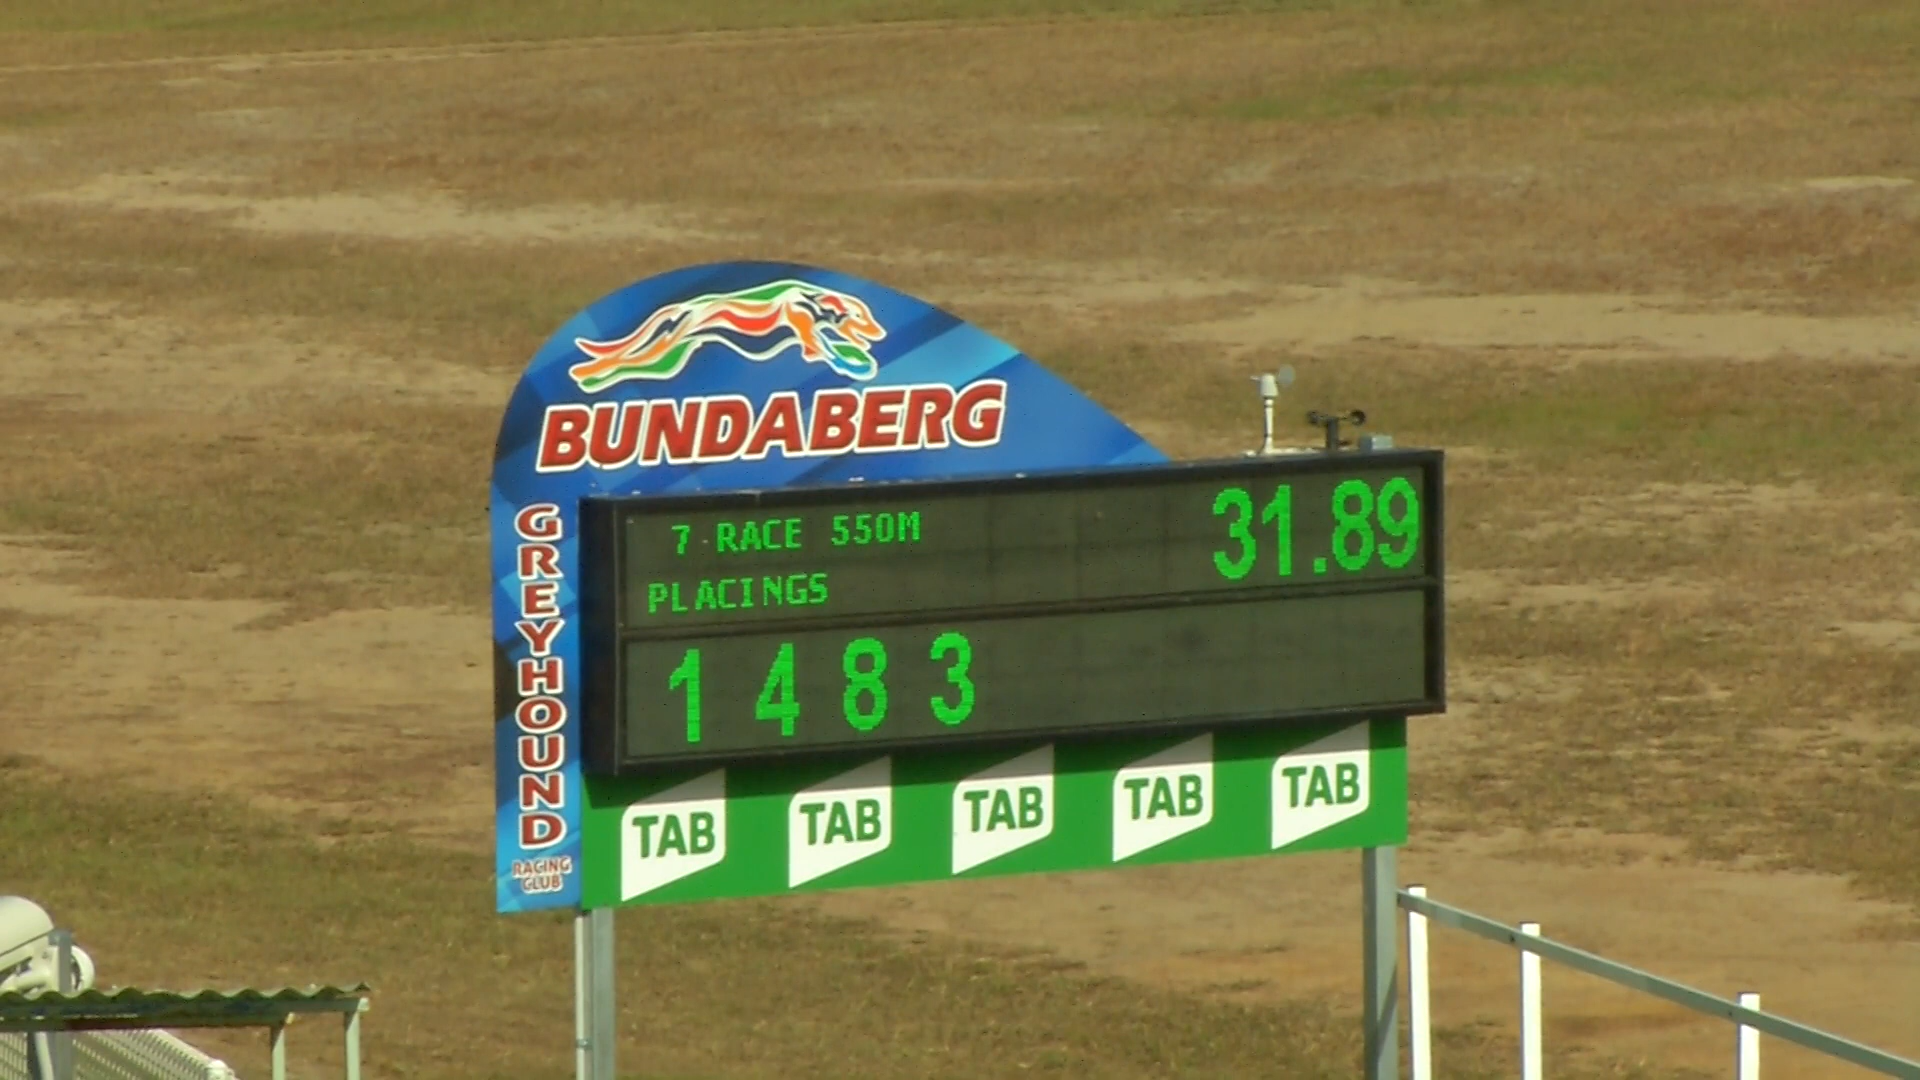 BUNDABERG
GREYHOUND
RACING
CLUB
7 RACE 550M
31.89
PLACINGS
1 4 8 3
TAB TAB TAB TAB TAB